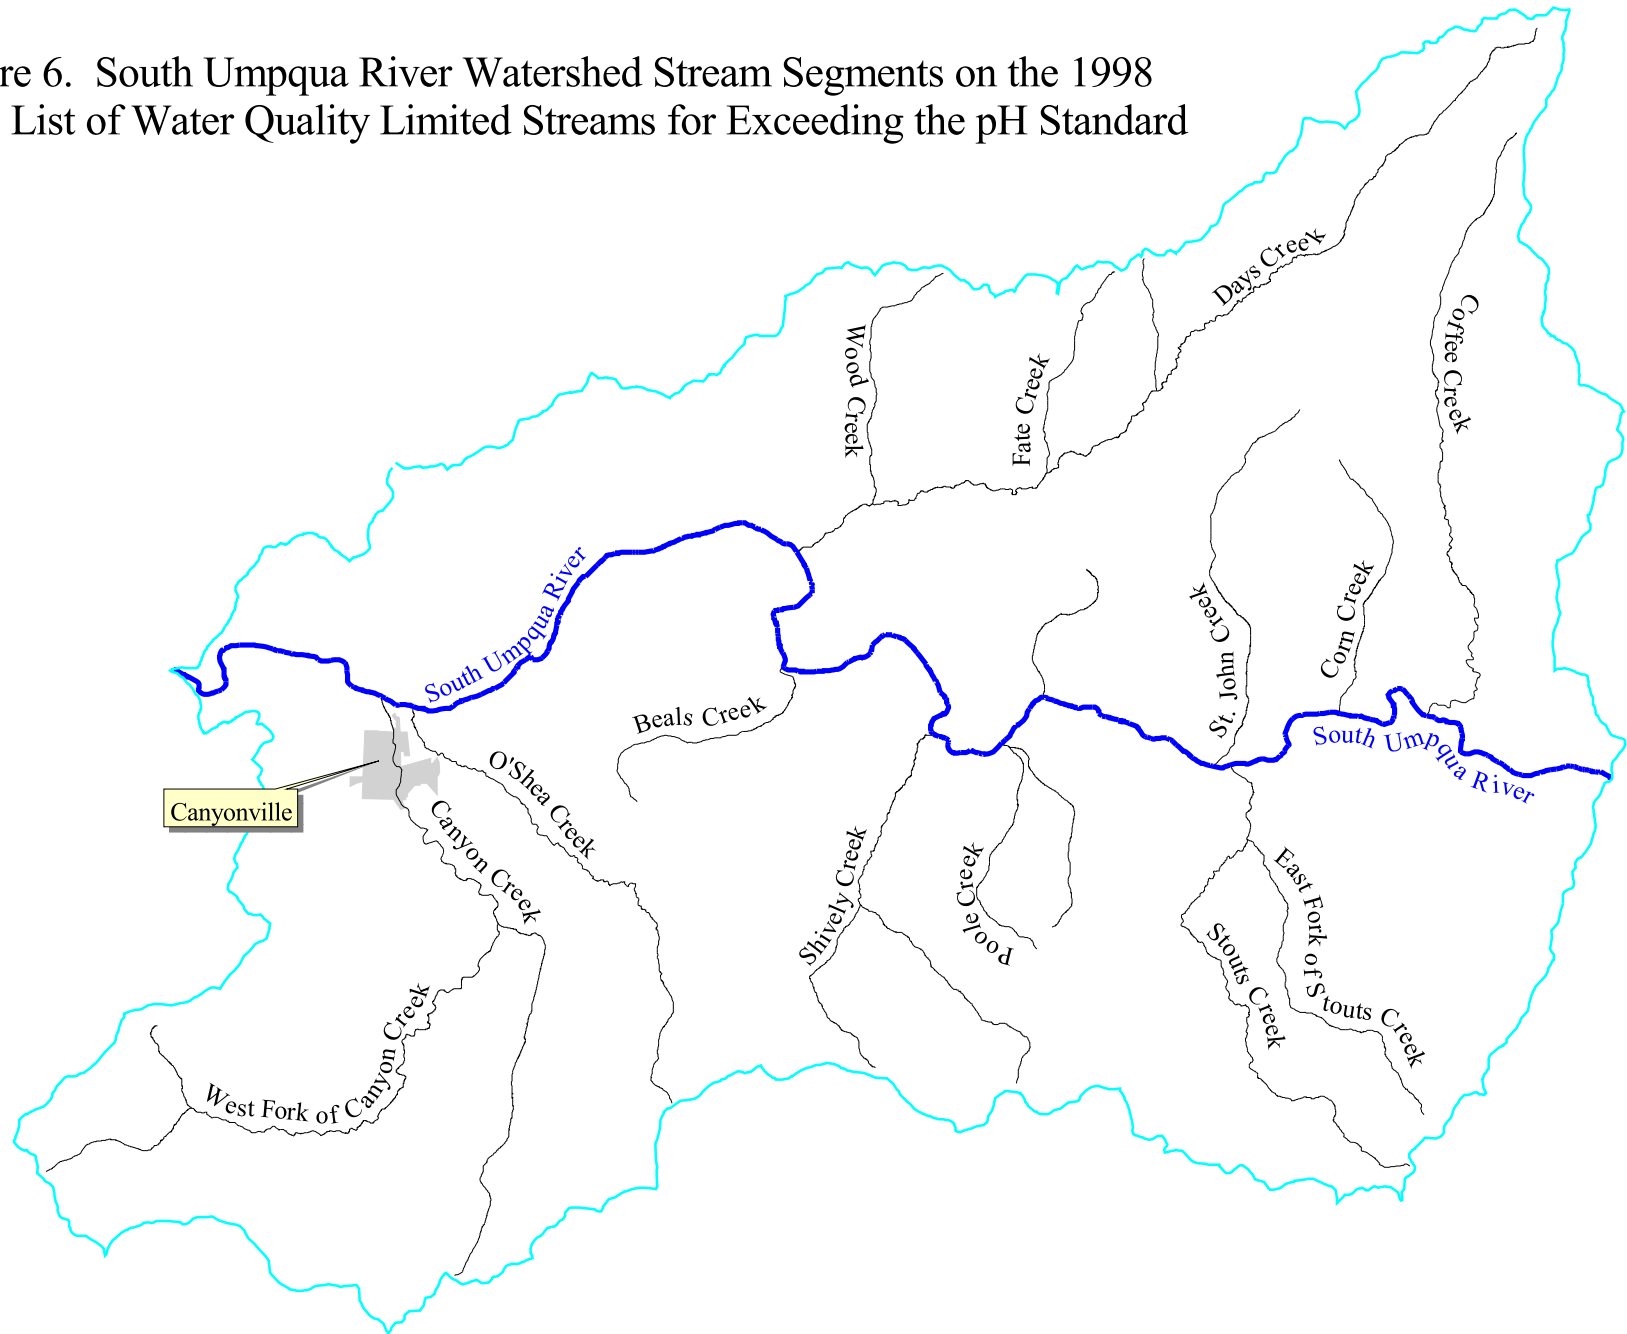 re 6. South Umpqua River Watershed Stream Segments on the 1998
List of Water Quality Limited Streams for Exceeding the pH Standard
Days Creek
Coffee Creek
Wood Creek
Fate Creek
South Umpqua River
St. John Creek
Corn Creek
Beals Creek
South Umpqua River
O'Shea Creek
Canyonville
Canyon Creek
Shively Creek
Poole Creek
East Fork of Stouts Creek
Stouts Creek
West Fork of Canyon Creek